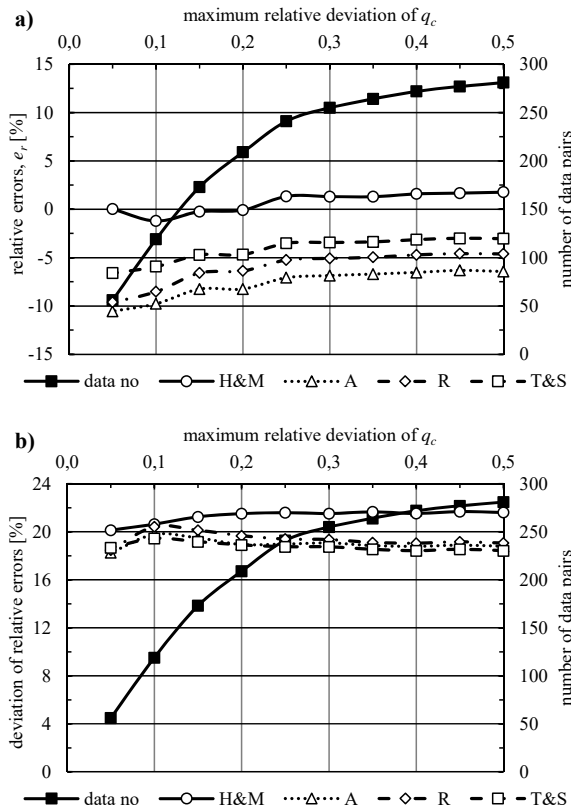 a)
maximum relative deviation of q_c
0,0 0,1 0,2 0,3 0,4 0,5
relative errors, e_r [%]
15
10
5
0
-5
-10
-15
300
250
200
150
100
50
0
number of data pairs
data no H&M A R T&S
b)
maximum relative deviation of q_c
0,0 0,1 0,2 0,3 0,4 0,5
deviation of relative errors [%]
24
20
16
12
8
4
0
300
250
200
150
100
50
0
number of data pairs
data no H&M A R T&S